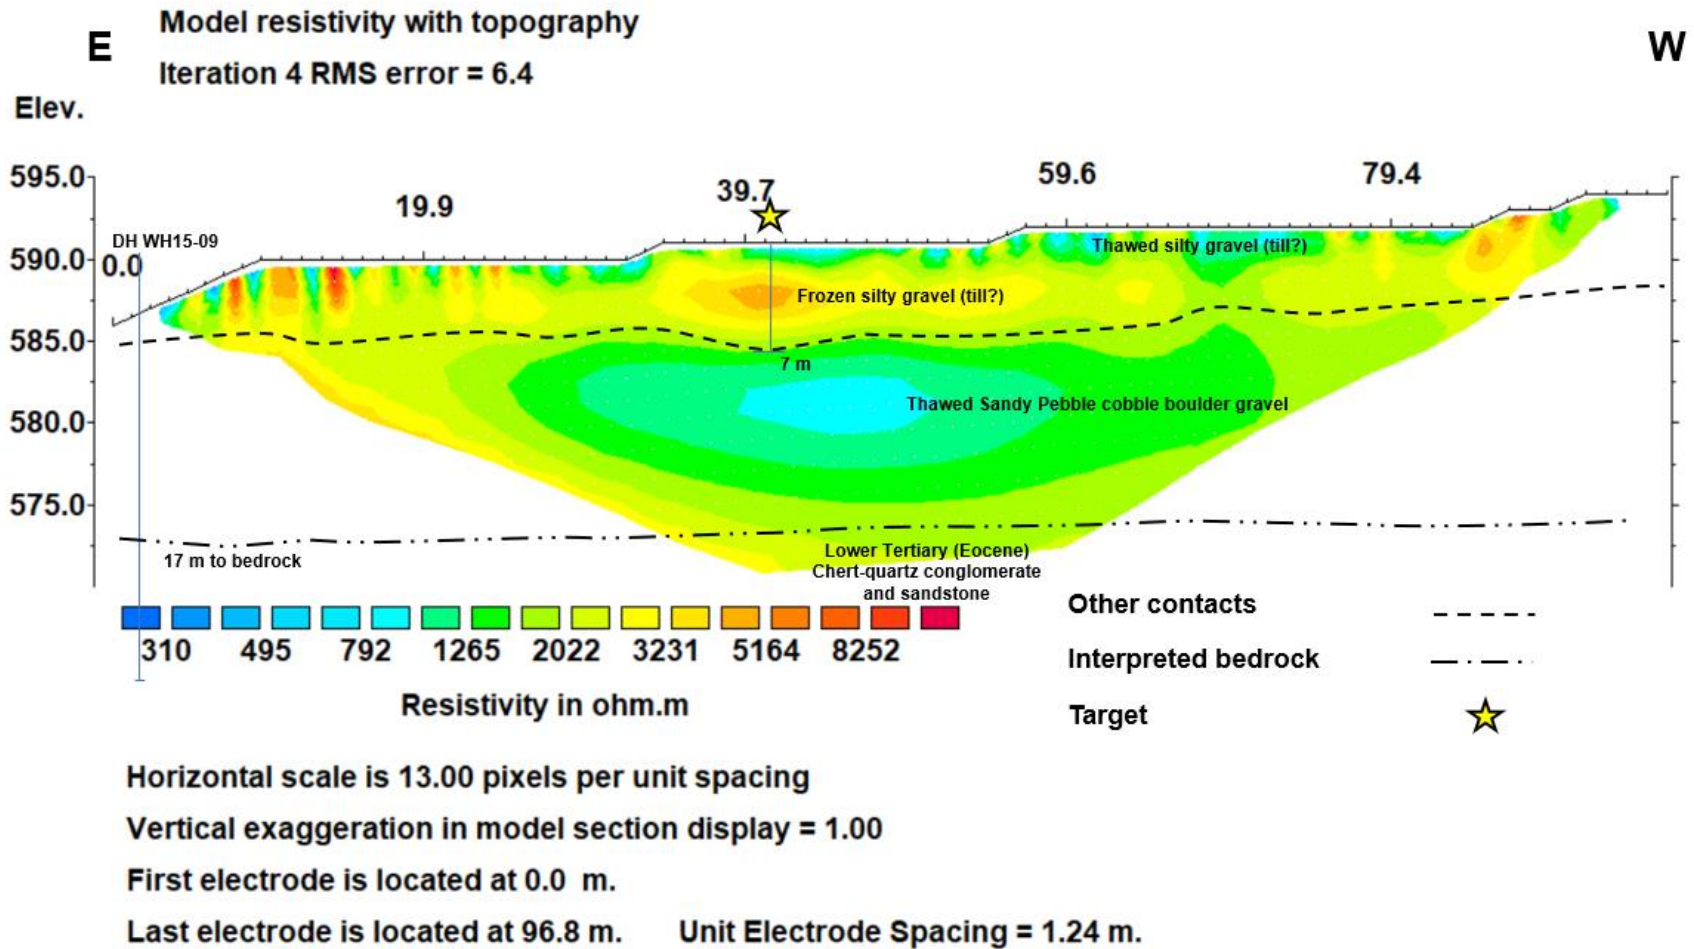 Model resistivity with topography
E
W
Iteration 4 RMS error = 6.4
Elev.
595.0
59.6
79.4
39.7
19.9
DH WH15-09
Thawed silty gravel (till?)
590.0
0.0
Frozen silty gravel (till?)
585.0
7 m
Thawed Sandy Pebble cobble boulder gravel
580.0
575.0
17 m to bedrock
Lower Tertiary (Eocene)
Chert-quartz conglomerate
and sandstone
310 495 792 1265 2022 3231 5164 8252
Resistivity in ohm.m
Other contacts
Interpreted bedrock
Target
Horizontal scale is 13.00 pixels per unit spacing
Vertical exaggeration in model section display = 1.00
First electrode is located at 0.0 m.
Last electrode is located at 96.8 m. Unit Electrode Spacing = 1.24 m.